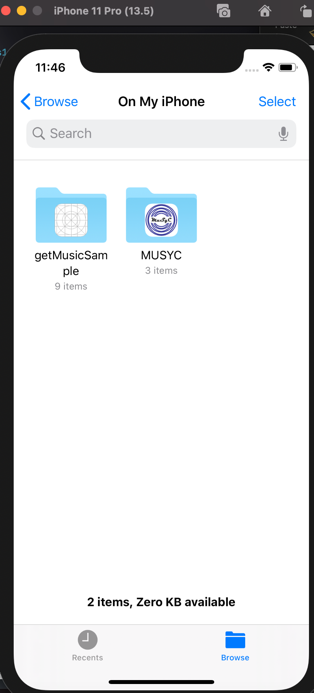 iPhone 11 Pro (13.5)
11:46
Browse
On My iPhone
Select
Search
getMusicSam
ple
9 items
MUSYC
3 items
2 items, Zero KB available
Recents
Browse